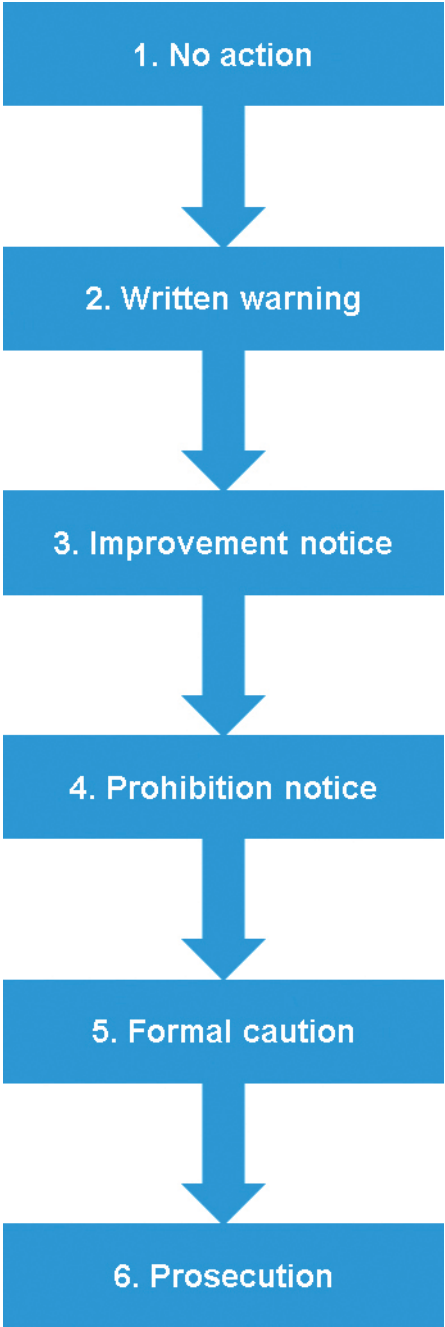 1. No action
2. Written warning
3. Improvement notice
4. Prohibition notice
5. Formal caution
6. Prosecution